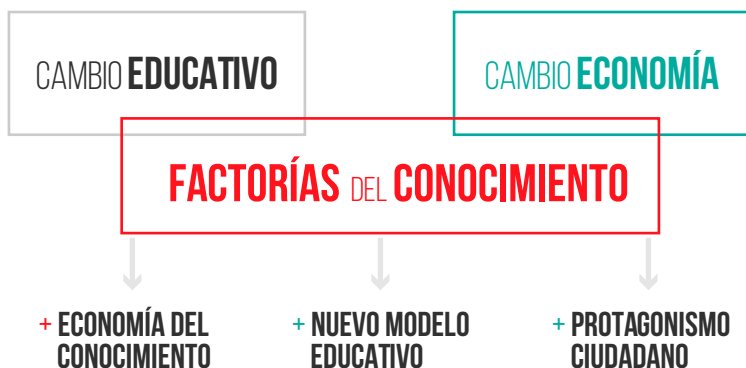 CAMBIO EDUCATIVO
CAMBIO ECONOMÍA
FACTORÍAS DEL CONOCIMIENTO
+ ECONOMÍA DEL
CONOCIMIENTO
+ NUEVO MODELO
EDUCATIVO
+ PROTAGONISMO
CIUDADANO